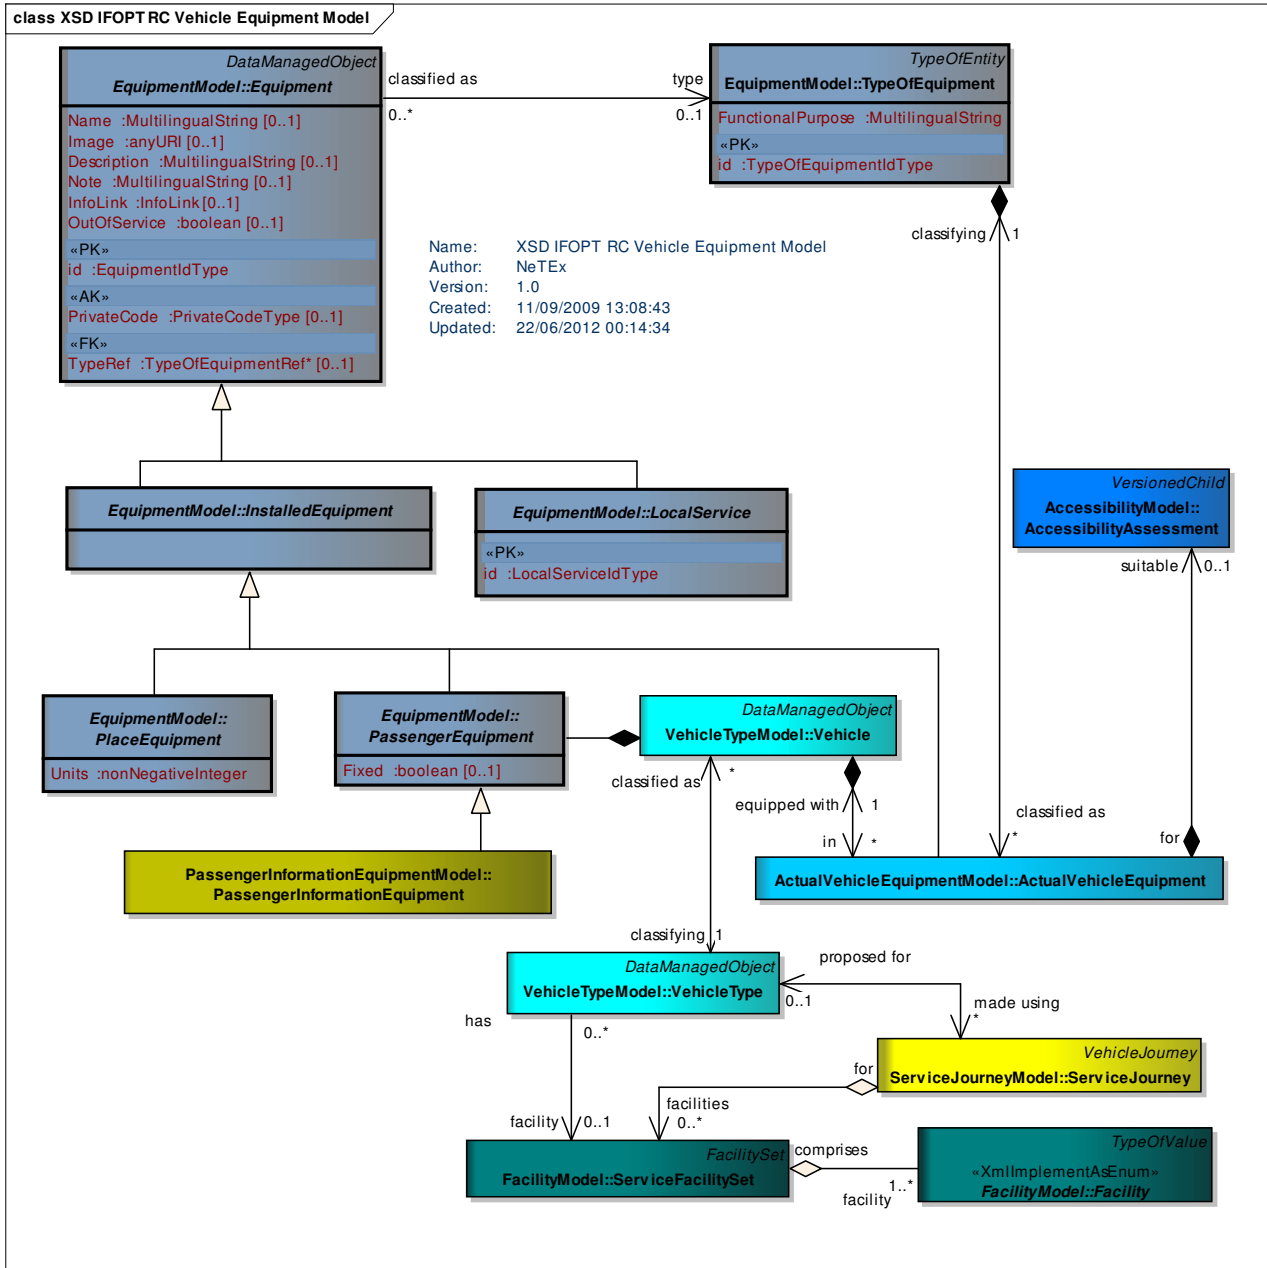 class XSD IFOPT RC Vehicle Equipment Model
DataManagedObject
EquipmentModel::Equipment
Name :MultilingualString [0..1]
Image :anyURI [0..1]
Description :MultilingualString [0..1]
Note :MultilingualString [0..1]
InfoLink :InfoLink [0..1]
OutOfService :boolean [0..1]
«PK»
id :EquipmentIdType
«AK»
PrivateCode :PrivateCodeType [0..1]
«FK»
TypeRef :TypeOfEquipmentRef* [0..1]
classified as
0..*
type
0..1
TypeOfEntity
EquipmentModel::TypeOfEquipment
FunctionalPurpose :MultilingualString
«PK»
id :TypeOfEquipmentIdType
classifying
1
Name: XSD IFOPT RC Vehicle Equipment Model
Author: NeTEx
Version: 1.0
Created: 11/09/2009 13:08:43
Updated: 22/06/2012 00:14:34
EquipmentModel::InstalledEquipment
EquipmentModel::LocalService
«PK»
id :LocalServiceIdType
VersionedChild
AccessibilityModel::
AccessibilityAssessment
suitable
0..1
EquipmentModel::
PlaceEquipment
Units :nonNegativeInteger
EquipmentModel::
PassengerEquipment
Fixed :boolean [0..1]
DataManagedObject
VehicleTypeModel::Vehicle
classified as
*
equipped with
1
in
*
classified as
*
for
PassengerInformationEquipmentModel::
PassengerInformationEquipment
ActualVehicleEquipmentModel::ActualVehicleEquipment
classifying
1
DataManagedObject
VehicleTypeModel::VehicleType
proposed for
0..1
made using
*
has
0..*
VehicleJourney
ServiceJourneyModel::ServiceJourney
for
facilities
0..*
facility
0..1
FacilitySet
FacilityModel::ServiceFacilitySet
comprises
1..*
facility
TypeOfValue
«XmlImplementAsEnum»
FacilityModel::Facility